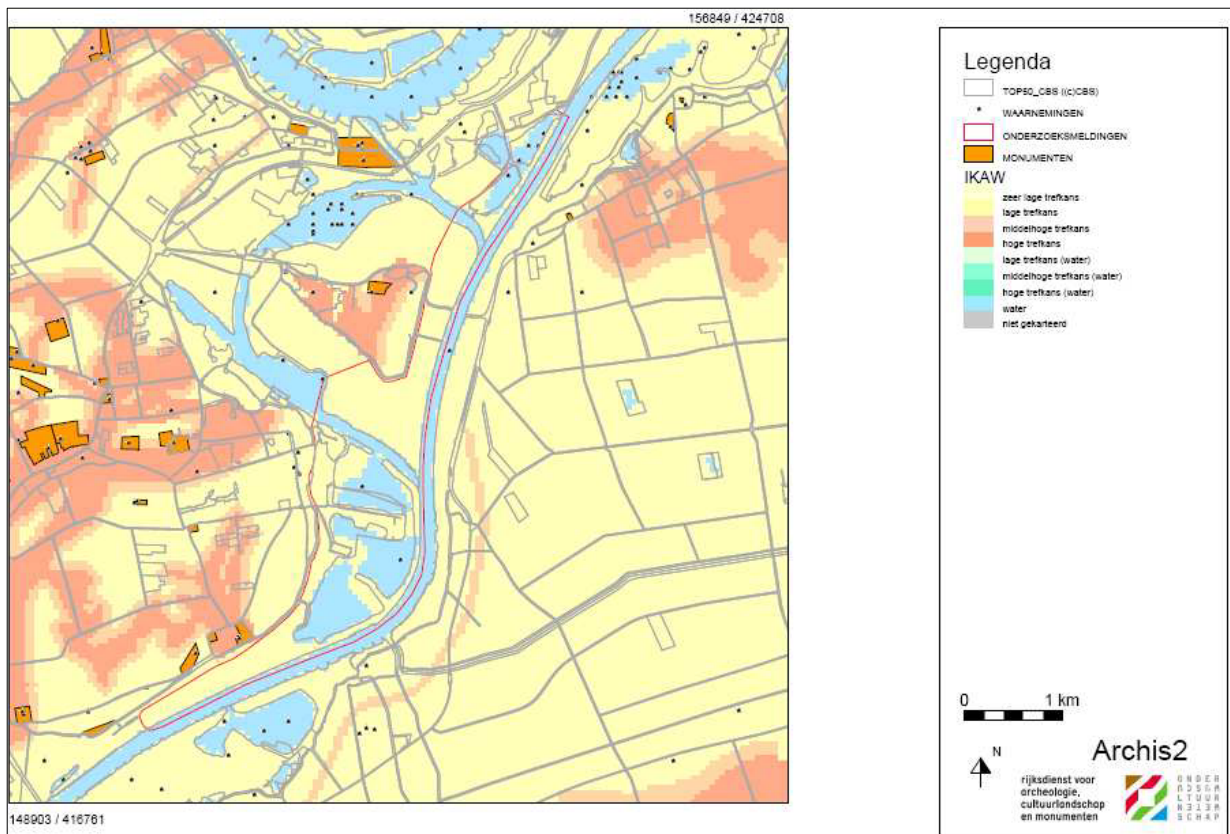 156849 / 424708
Legenda
TOP50_CBS ((c)CBS)
WAARNEMINGEN
ONDERZOEKSMELDINGEN
MONUMENTEN
IKAW
zeer lage trefkans
lage trefkans
middelhoge trefkans
hoge trefkans
lage trefkans (water)
middelhoge trefkans (water)
hoge trefkans (water)
water
niet gekarteerd
0 1 km
N
Archis2
rijksdienst voor
archeologie,
cultuurlandschap
en monumenten
148903 / 416761